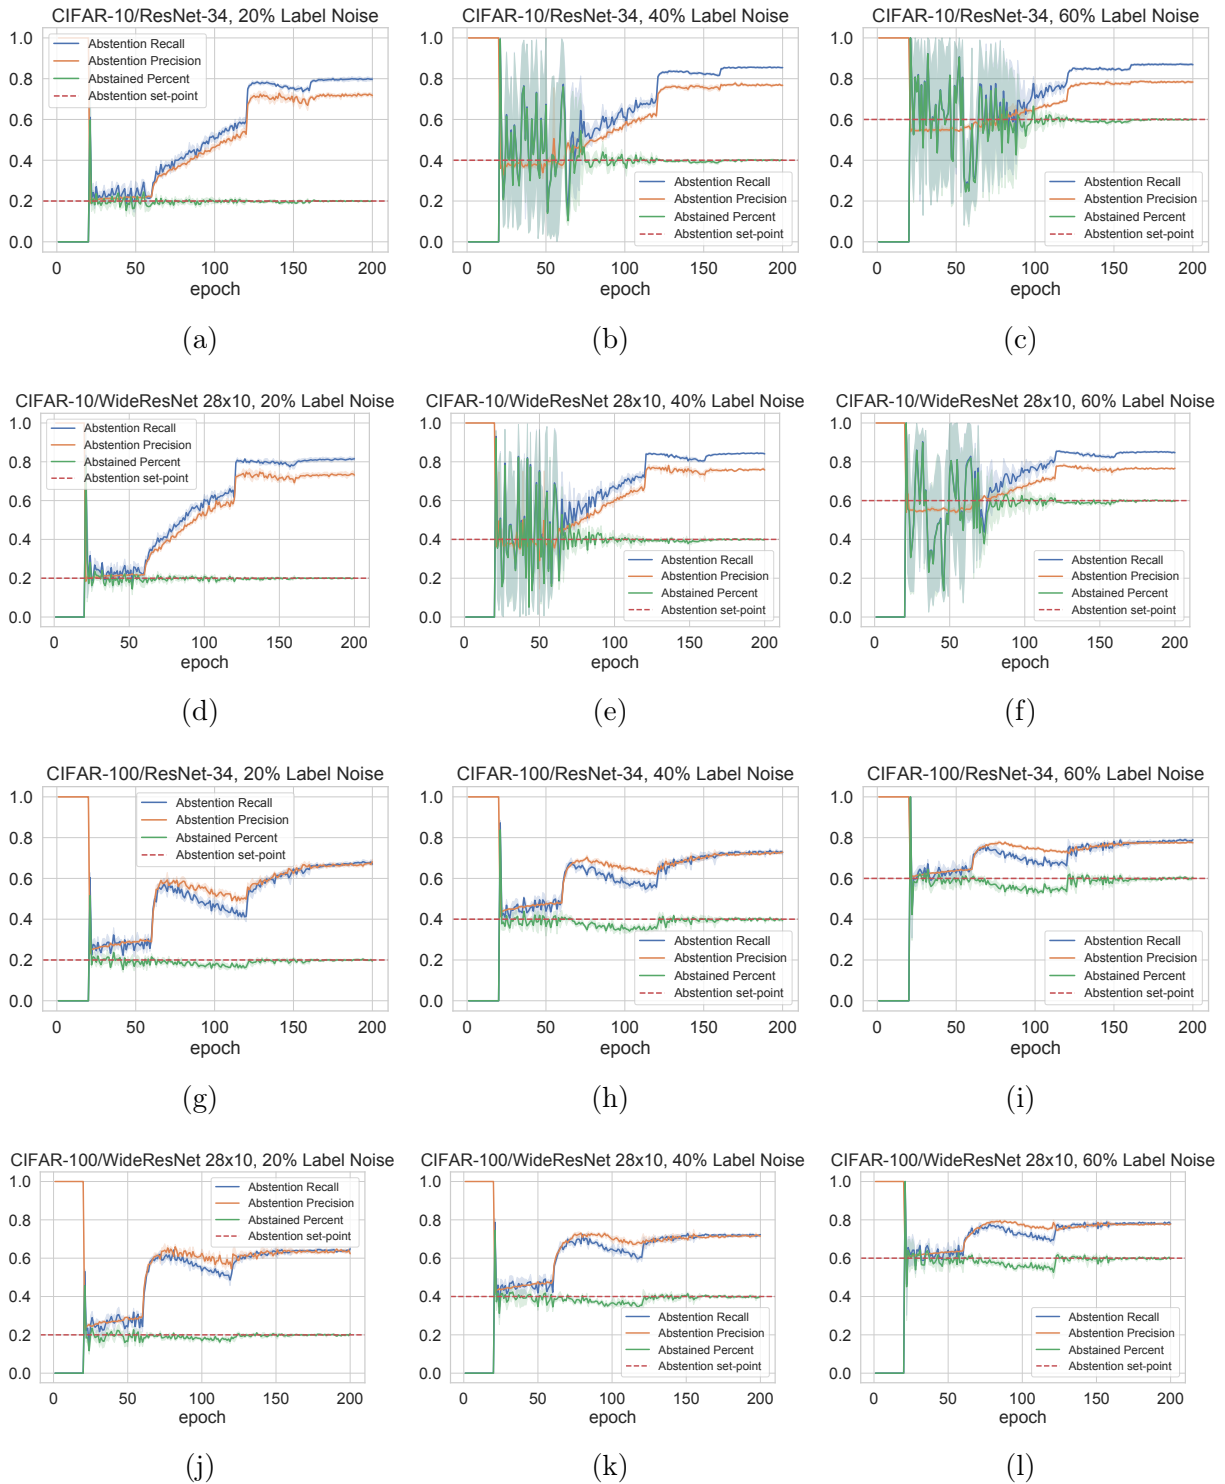 CIFAR-10/ResNet-34, 20% Label Noise
1.0
0.8
0.6
0.4
0.2
0.0
Abstention Recall
Abstention Precision
Abstained Percent
Abstention set-point
0 50 100 150 200
epoch
(a)
CIFAR-10/ResNet-34, 40% Label Noise
1.0
0.8
0.6
0.4
0.2
0.0
Abstention Recall
Abstention Precision
Abstained Percent
Abstention set-point
0 50 100 150 200
epoch
(b)
CIFAR-10/ResNet-34, 60% Label Noise
1.0
0.8
0.6
0.4
0.2
0.0
Abstention Recall
Abstention Precision
Abstained Percent
Abstention set-point
0 50 100 150 200
epoch
(c)
CIFAR-10/WideResNet 28x10, 20% Label Noise
1.0
0.8
0.6
0.4
0.2
0.0
Abstention Recall
Abstention Precision
Abstained Percent
Abstention set-point
0 50 100 150 200
epoch
(d)
CIFAR-10/WideResNet 28x10, 40% Label Noise
1.0
0.8
0.6
0.4
0.2
0.0
Abstention Recall
Abstention Precision
Abstained Percent
Abstention set-point
0 50 100 150 200
epoch
(e)
CIFAR-10/WideResNet 28x10, 60% Label Noise
1.0
0.8
0.6
0.4
0.2
0.0
Abstention Recall
Abstention Precision
Abstained Percent
Abstention set-point
0 50 100 150 200
epoch
(f)
CIFAR-100/ResNet-34, 20% Label Noise
1.0
0.8
0.6
0.4
0.2
0.0
Abstention Recall
Abstention Precision
Abstained Percent
Abstention set-point
0 50 100 150 200
epoch
(g)
CIFAR-100/ResNet-34, 40% Label Noise
1.0
0.8
0.6
0.4
0.2
0.0
Abstention Recall
Abstention Precision
Abstained Percent
Abstention set-point
0 50 100 150 200
epoch
(h)
CIFAR-100/ResNet-34, 60% Label Noise
1.0
0.8
0.6
0.4
0.2
0.0
Abstention Recall
Abstention Precision
Abstained Percent
Abstention set-point
0 50 100 150 200
epoch
(i)
CIFAR-100/WideResNet 28x10, 20% Label Noise
1.0
0.8
0.6
0.4
0.2
0.0
Abstention Recall
Abstention Precision
Abstained Percent
Abstention set-point
0 50 100 150 200
epoch
(j)
CIFAR-100/WideResNet 28x10, 40% Label Noise
1.0
0.8
0.6
0.4
0.2
0.0
Abstention Recall
Abstention Precision
Abstained Percent
Abstention set-point
0 50 100 150 200
epoch
(k)
CIFAR-100/WideResNet 28x10, 60% Label Noise
1.0
0.8
0.6
0.4
0.2
0.0
Abstention Recall
Abstention Precision
Abstained Percent
Abstention set-point
0 50 100 150 200
epoch
(l)